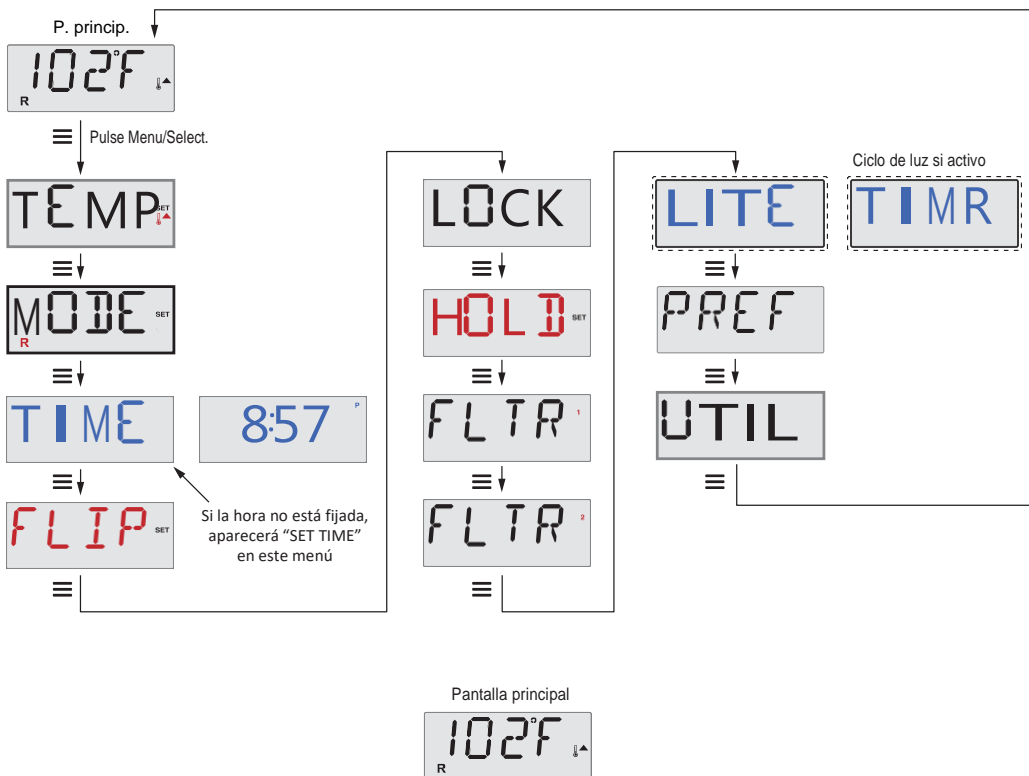 P. princip.
102°F
R
Pulse Menu/Select.
TEMP SET
MODE SET
R
TIME
8:57 P
Si la hora no está fijada,
aparecerá “SET TIME”
en este menú
FLIP SET
LOCK
HOLD SET
FLTR 1
FLTR 2
Ciclo de luz si activo
LITE
TIMR
PREF
UTIL
Pantalla principal
102°F
R